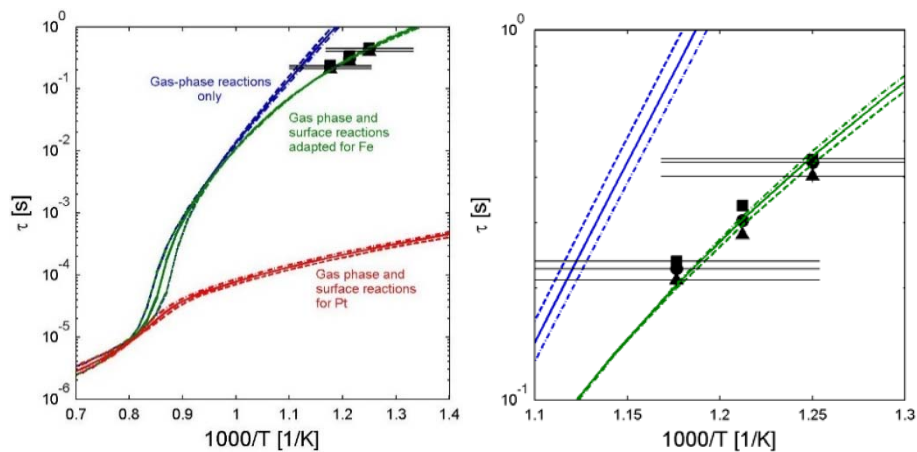 10^0
10^-1
10^-2
10^-3
10^-4
10^-5
10^-6
τ [s]
Gas-phase reactions
only
Gas phase and
surface reactions
adapted for Fe
Gas phase and
surface reactions
for Pt
0.7 0.8 0.9 1 1.1 1.2 1.3 1.4
1000/T [1/K]
10^0
10^-1
τ [s]
1.1 1.15 1.2 1.25 1.3
1000/T [1/K]